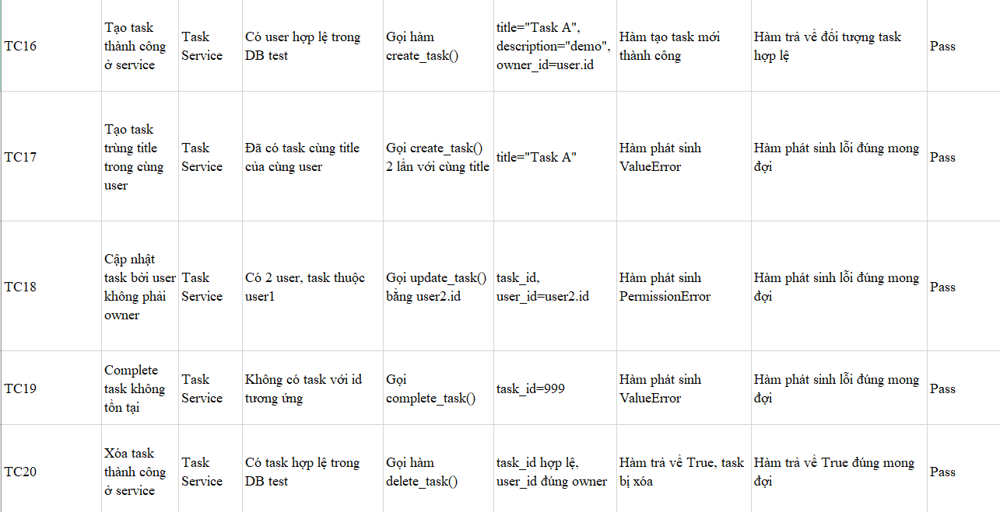 TC16
Tạo task
thành công
ở service
Task
Service
Có user hợp lệ trong
DB test
Gọi hàm
create_task()
title="Task A",
description="demo",
owner_id=user.id
Hàm tạo task mới
thành công
Hàm trả về đối tượng task
hợp lệ
Pass
TC17
Tạo task
trùng title
trong cùng
user
Task
Service
Đã có task cùng title
của cùng user
Gọi create_task()
2 lần với cùng title
title="Task A"
Hàm phát sinh
ValueError
Hàm phát sinh lỗi đúng mong
đợi
Pass
TC18
Cập nhật
task bởi user
không phải
owner
Task
Service
Có 2 user, task thuộc
user1
Gọi update_task()
bằng user2.id
task_id,
user_id=user2.id
Hàm phát sinh
PermissionError
Hàm phát sinh lỗi đúng mong
đợi
Pass
TC19
Complete
task không
tồn tại
Task
Service
Không có task với id
tương ứng
Gọi
complete_task()
task_id=999
Hàm phát sinh
ValueError
Hàm phát sinh lỗi đúng mong
đợi
Pass
TC20
Xóa task
thành công
ở service
Task
Service
Có task hợp lệ trong
DB test
Gọi hàm
delete_task()
task_id hợp lệ,
user_id đúng owner
Hàm trả về True, task
bị xóa
Hàm trả về True đúng mong
đợi
Pass